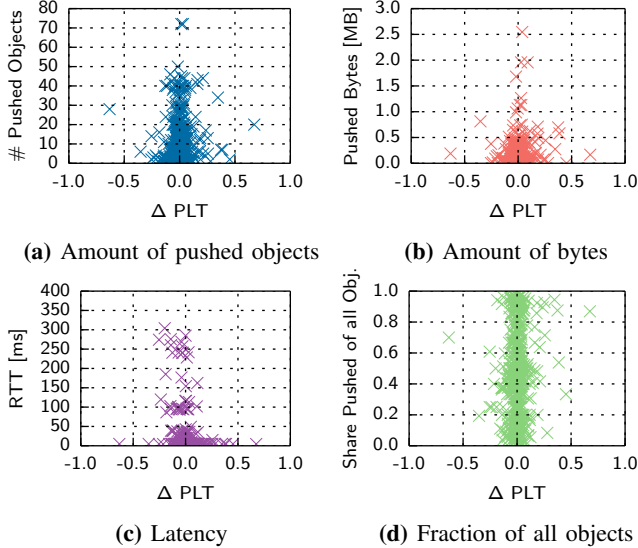 # Pushed Objects
80
70
60
50
40
30
20
10
0
-1.0 -0.5 0.0 0.5 1.0
Δ PLT
(a) Amount of pushed objects
Pushed Bytes [MB]
3.0
2.5
2.0
1.5
1.0
0.5
0.0
-1.0 -0.5 0.0 0.5 1.0
Δ PLT
(b) Amount of bytes
RTT [ms]
400
350
300
250
200
150
100
50
0
-1.0 -0.5 0.0 0.5 1.0
Δ PLT
(c) Latency
Share Pushed of all Obj.
1.0
0.8
0.6
0.4
0.2
0.0
-1.0 -0.5 0.0 0.5 1.0
Δ PLT
(d) Fraction of all objects